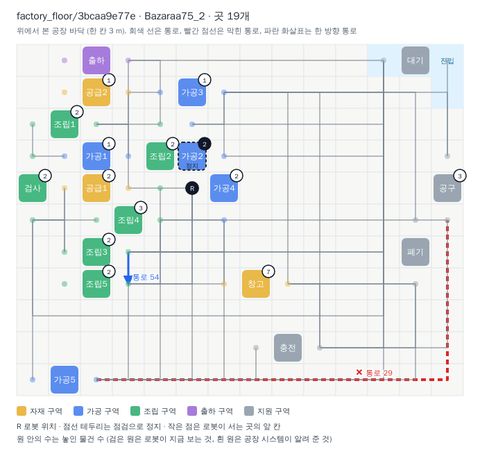 factory_floor/3bcaa9e77e · Bazaraa75_2 · 곳 19개
위에서 본 공장 바닥 (한 칸 3 m). 회색 선은 통로, 빨간 점선은 막힌 통로, 파란 화살표는 한 방향 통로
출하
대기
진입
공급2
1
가공3
1
조립1
2
가공1
1
조립2
2
가공2
2
정지
검사
2
공급1
2
R
가공4
2
공구
3
조립4
3
조립3
2
폐기
조립5
2
통로 54
창고
7
충전
가공5
× 통로 29
자재 구역
가공 구역
조립 구역
출하 구역
지원 구역
R 로봇 위치 · 점선 테두리는 점검으로 정지 · 작은 점은 로봇이 서는 곳의 앞 칸
원 안의 수는 놓인 물건 수 (검은 원은 로봇이 지금 보는 것, 흰 원은 공장 시스템이 알려 준 것)